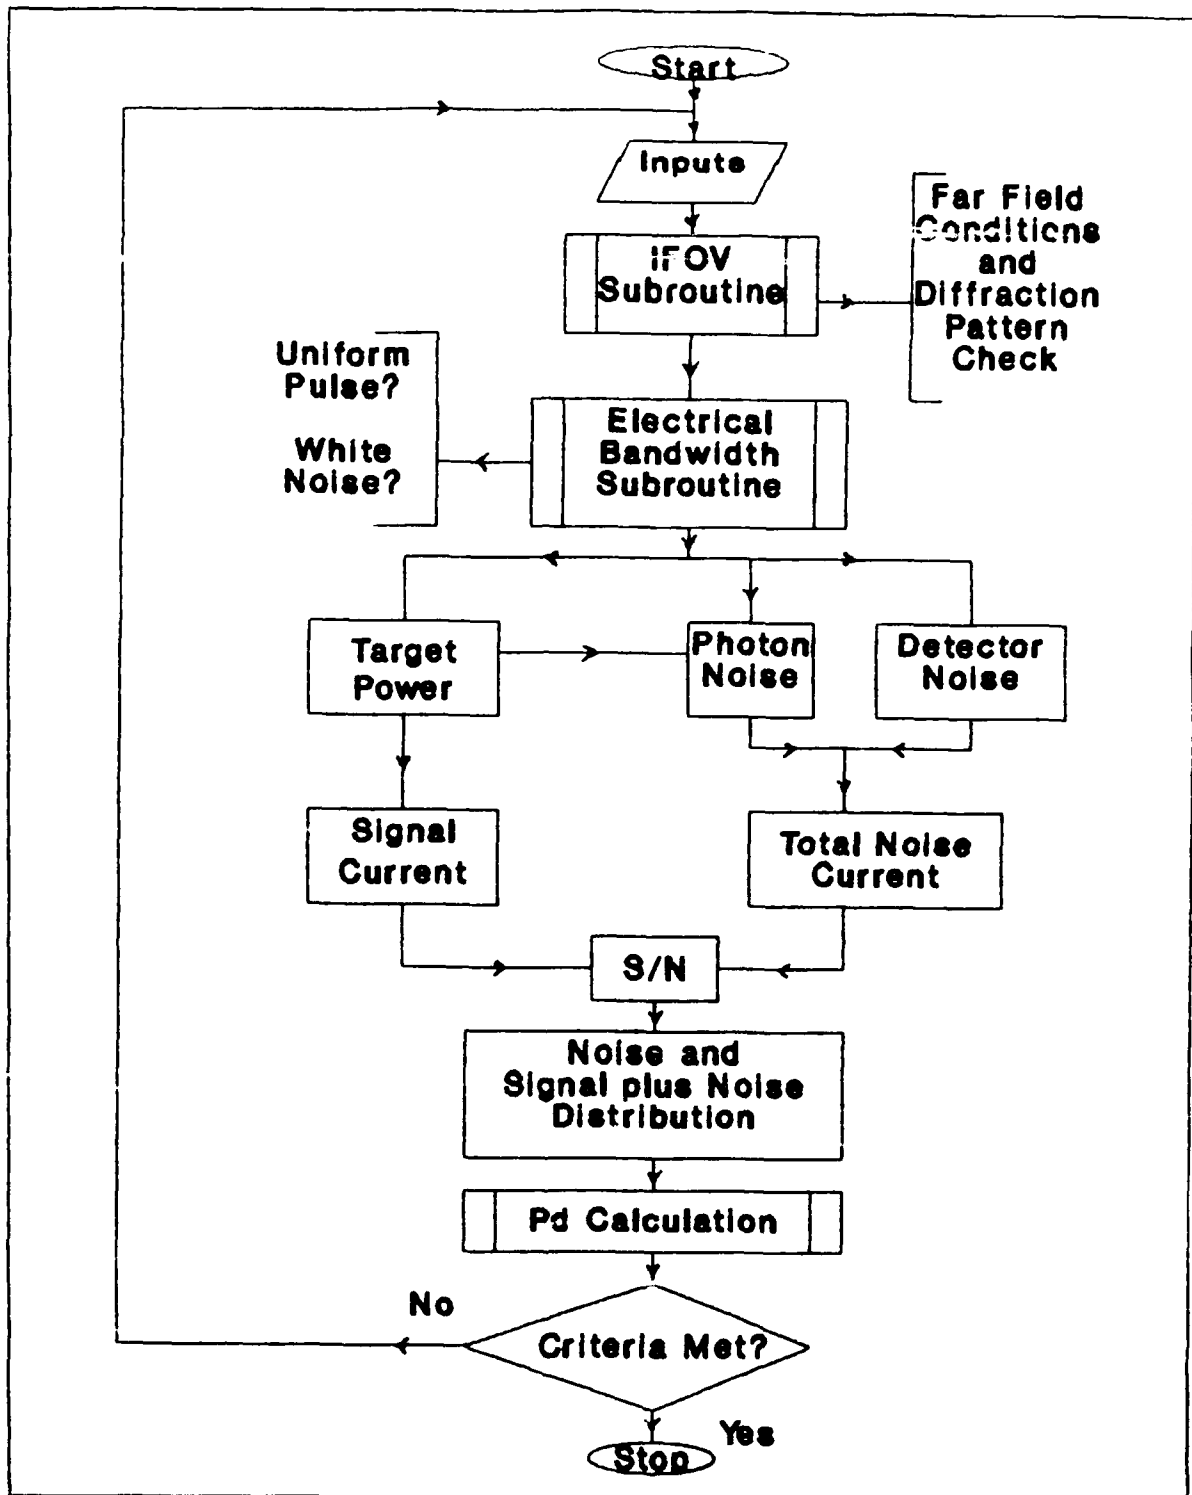 Start
Inputs
IFOV
Subroutine
Far Field
Conditions
and
Diffraction
Pattern
Check
Uniform
Pulse?
White
Noise?
Electrical
Bandwidth
Subroutine
Target
Power
Photon
Noise
Detector
Noise
Signal
Current
Total Noise
Current
S/N
Noise and
Signal plus Noise
Distribution
Pd Calculation
No
Criteria Met?
Yes
Stop